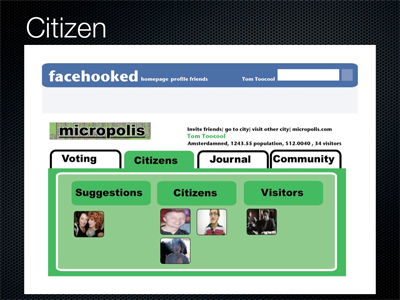 Citizen
facehooked homepage profile friends Tom Toocool
micropolis
Invite friends| go to city| visit other city| micropolis.com
Tom Toocool
Amsterdamned, 1243.55 population, 512.0040 , 34 visitors
Voting Citizens Journal Community
Suggestions Citizens Visitors